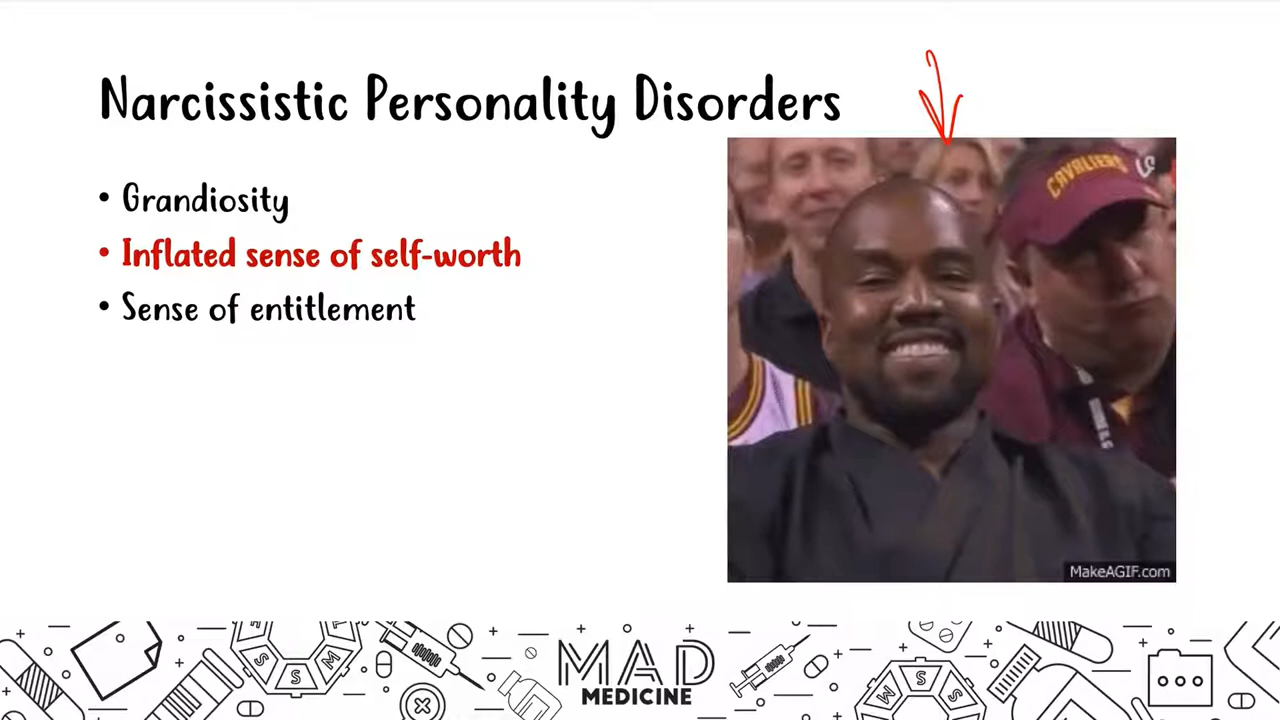 Narcissistic Personality Disorders
• Grandiosity
• Inflated sense of self-worth
• Sense of entitlement
CAVALIERS
MakeAGIF.com
S
S
M
MAD
MEDICINE
M
S
S